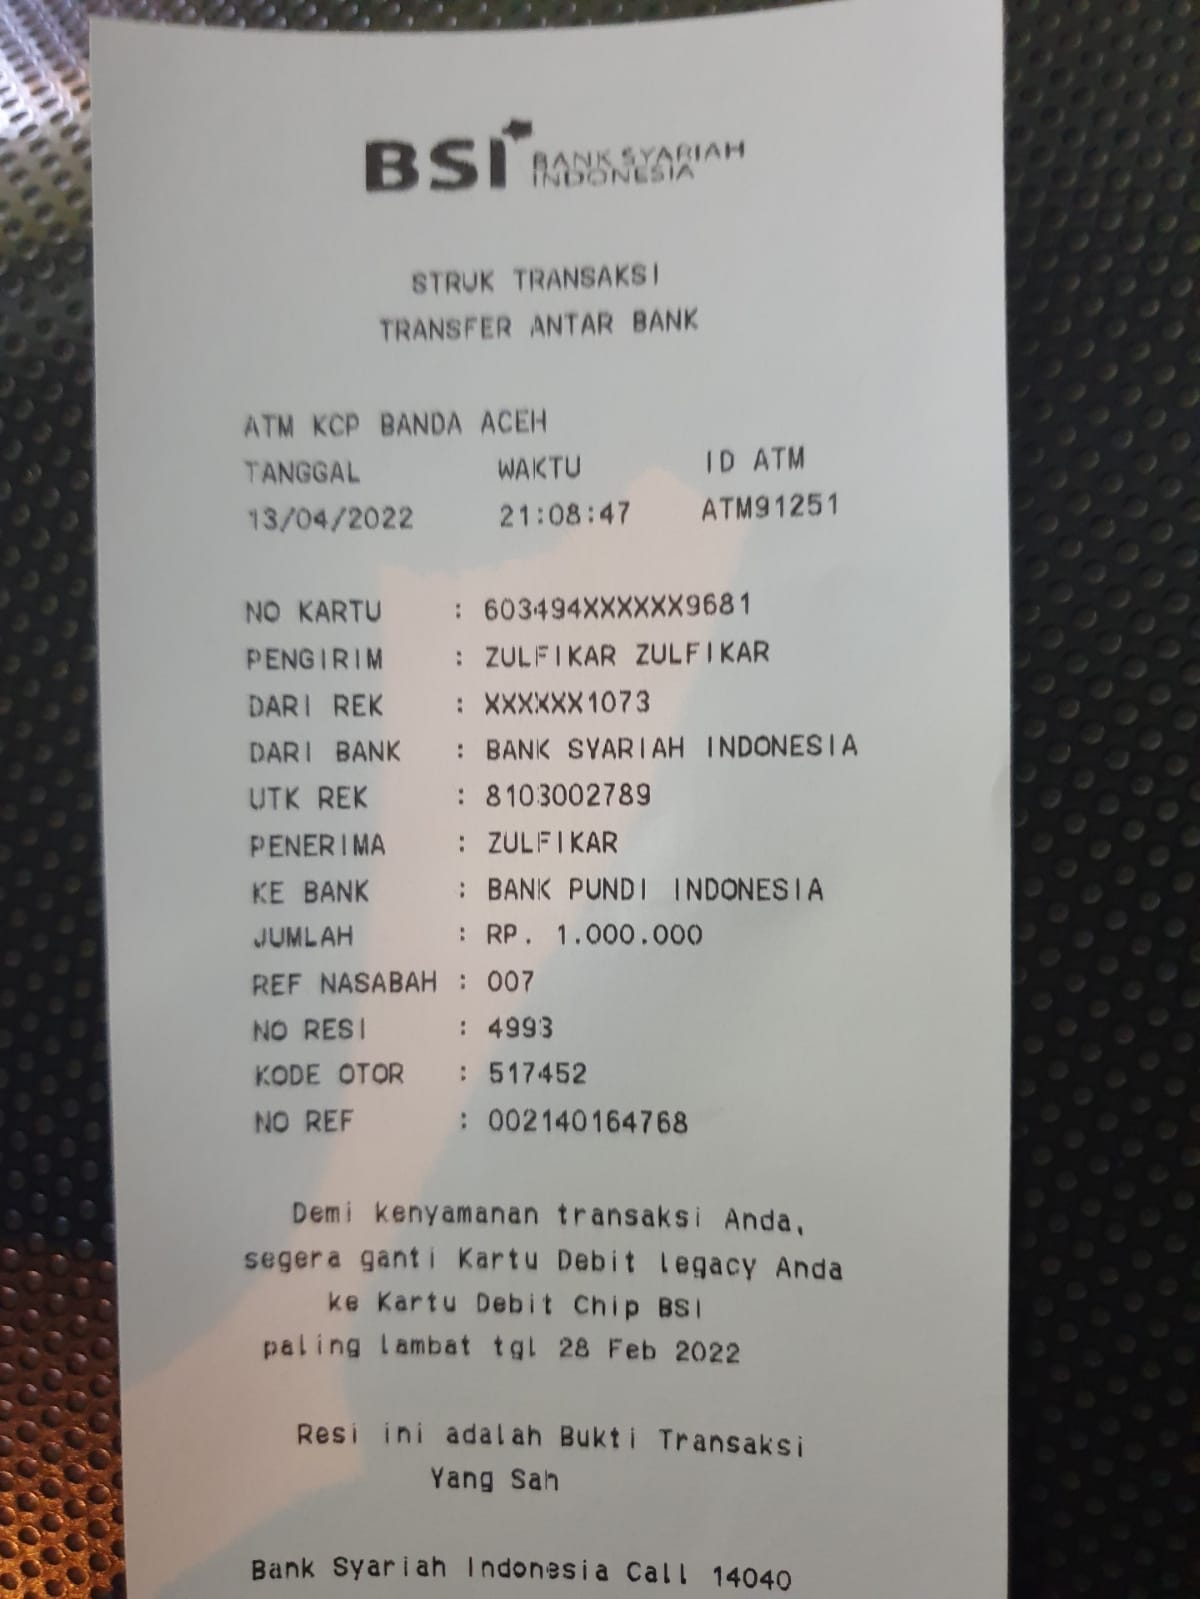 BSI BANK SYARIAH
INDONESIA
STRUK TRANSAKSI
TRANSFER ANTAR BANK
ATM KCP BANDA ACEH
TANGGAL WAKTU ID ATM
13/04/2022 21:08:47 ATM91251
NO KARTU : 603494XXXXXX9681
PENGIRIM : ZULFIKAR ZULFIKAR
DARI REK : XXXXXX1073
DARI BANK : BANK SYARIAH INDONESIA
UTK REK : 8103002789
PENERIMA : ZULFIKAR
KE BANK : BANK PUNDI INDONESIA
JUMLAH : RP. 1.000.000
REF NASABAH : 007
NO RESI : 4993
KODE OTOR : 517452
NO REF : 002140164768
Demi kenyamanan transaksi Anda,
segera ganti Kartu Debit Legacy Anda
ke Kartu Debit Chip BSI
paling lambat tgl 28 Feb 2022
Resi ini adalah Bukti Transaksi
Yang Sah
Bank Syariah Indonesia Call 14040